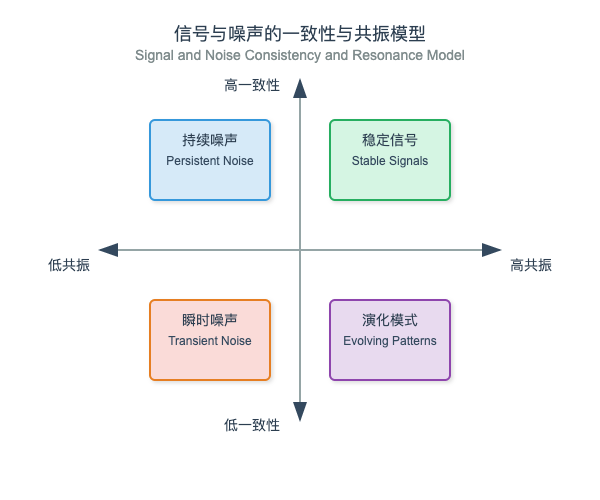 信号与噪声的一致性与共振模型
Signal and Noise Consistency and Resonance Model
高一致性
持续噪声
Persistent Noise
稳定信号
Stable Signals
低共振
高共振
瞬时噪声
Transient Noise
演化模式
Evolving Patterns
低一致性